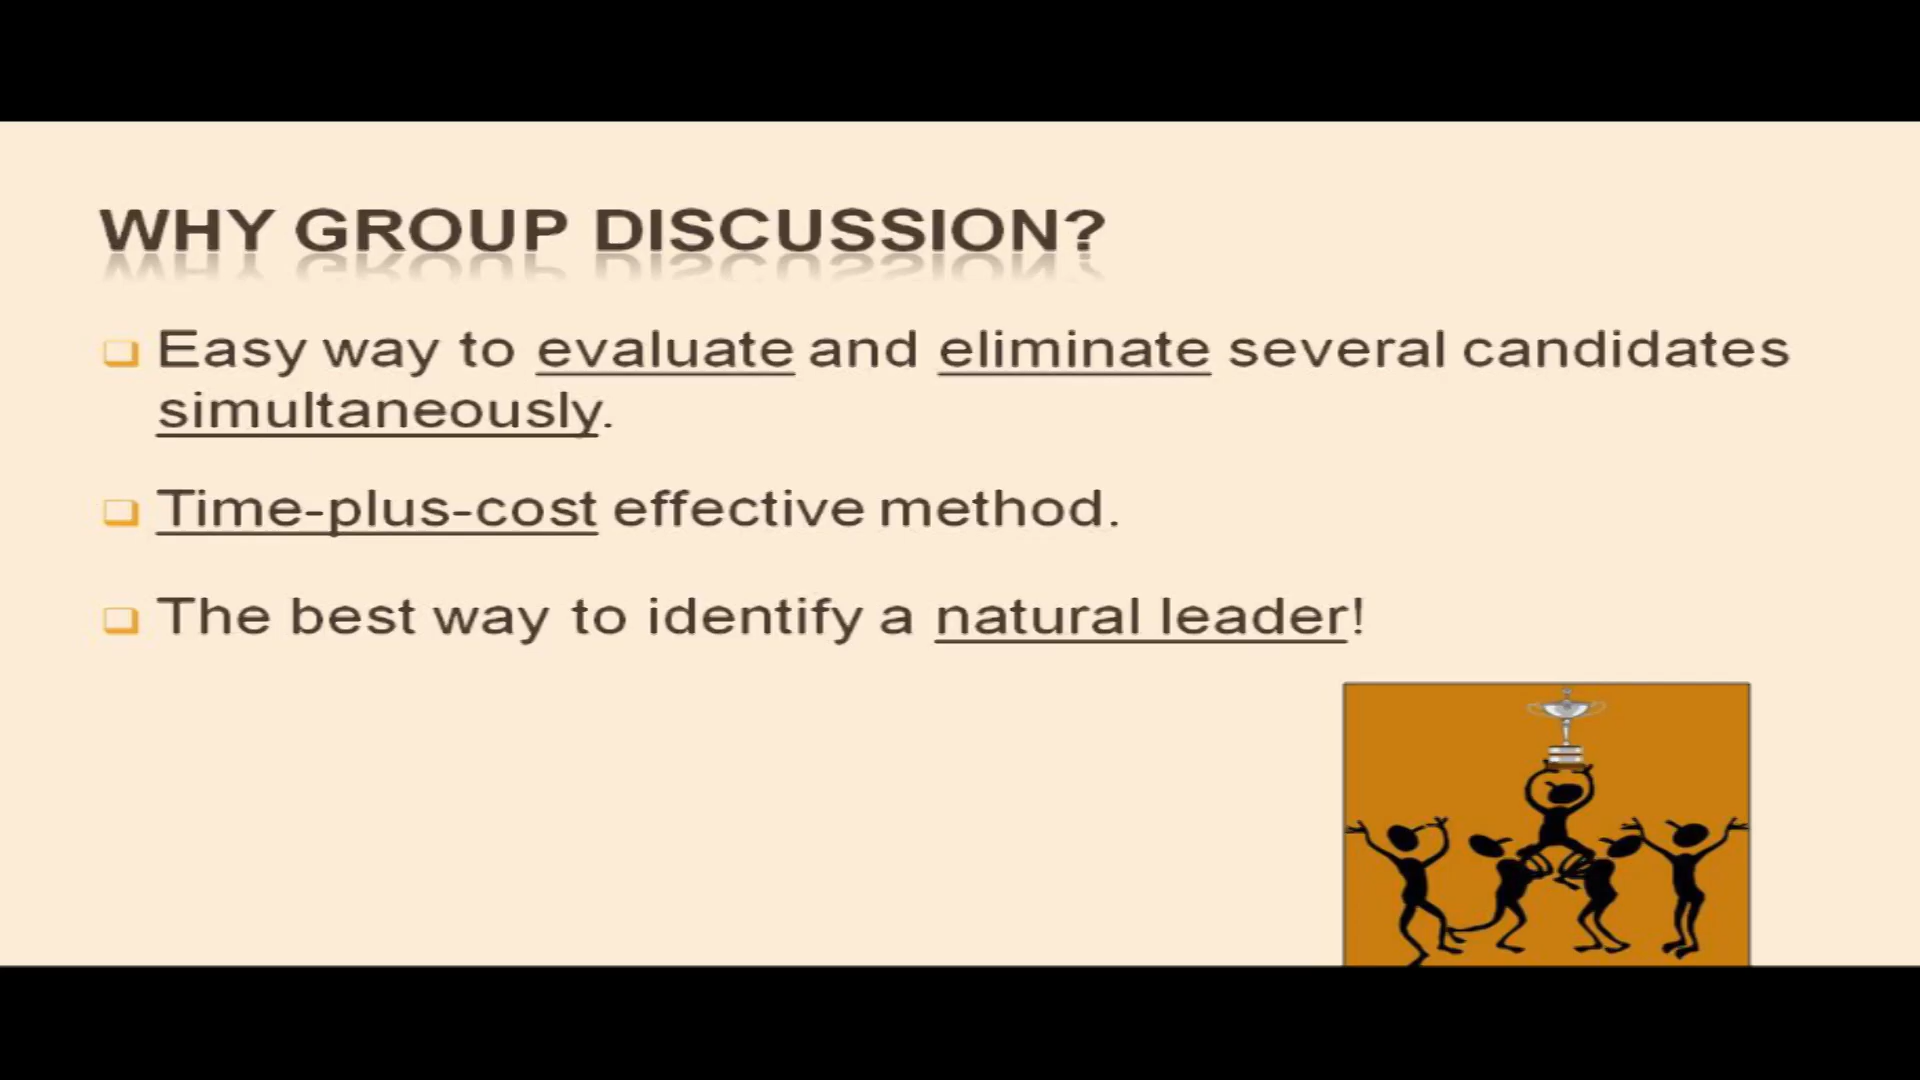 WHY GROUP DISCUSSION?
Easy way to evaluate and eliminate several candidates
simultaneously.
Time-plus-cost effective method.
The best way to identify a natural leader!